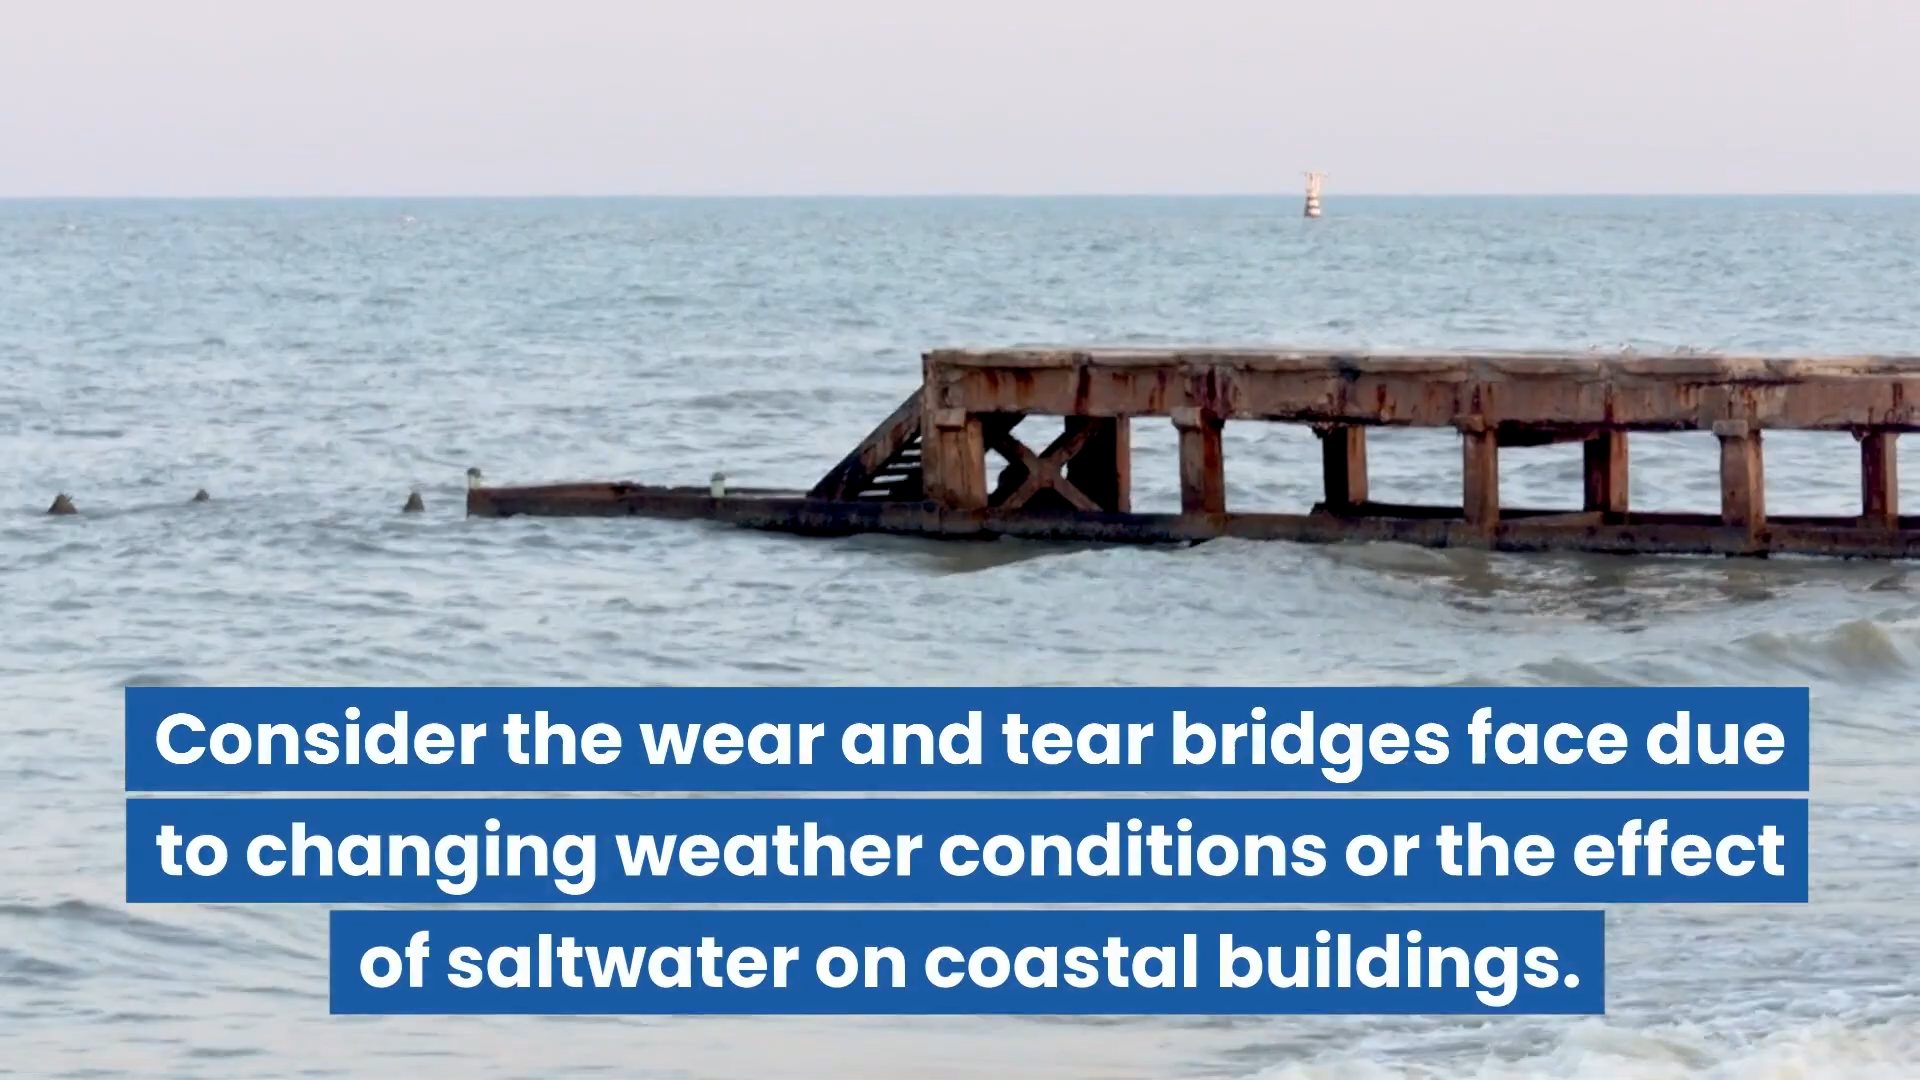 Consider the wear and tear bridges face due
to changing weather conditions or the effect
of saltwater on coastal buildings.